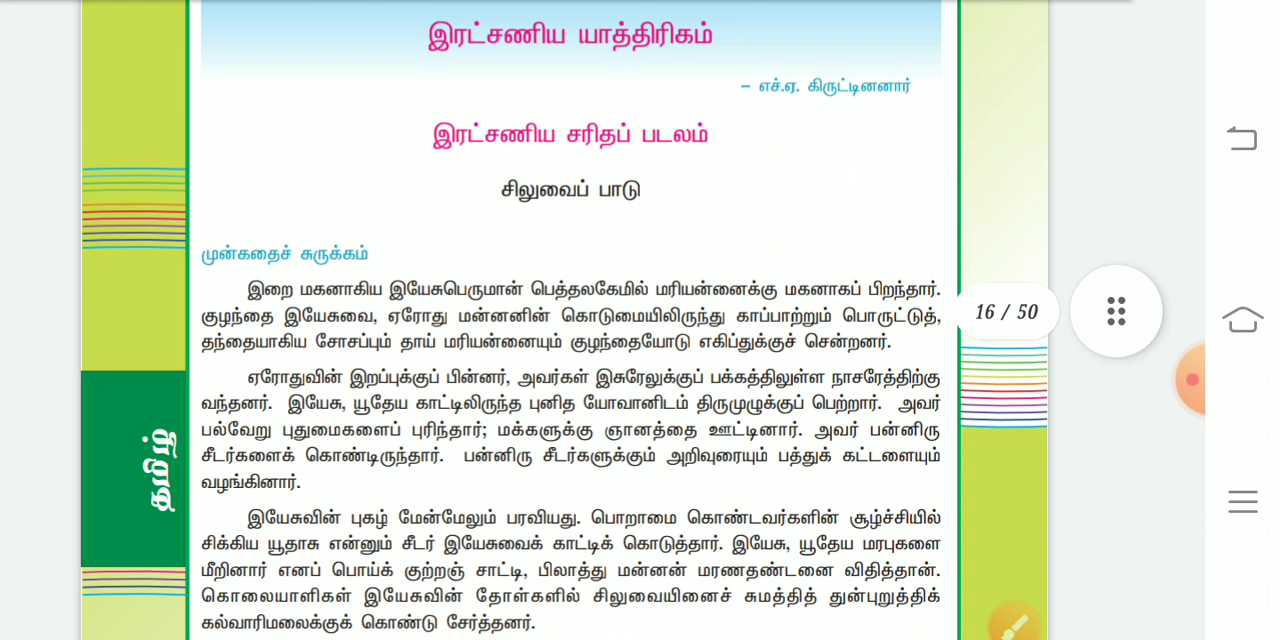 இரட்சணிய யாத்திரிகம்
– எச்.ஏ. கிருட்டினனார்
இரட்சணிய சரிதப் படலம்
சிலுவைப் பாடு
முன்கதைச் சுருக்கம்
இறை மகனாகிய இயேசுபெருமான் பெத்தலகேமில் மரியன்னைக்கு மகனாகப் பிறந்தார்.
குழந்தை இயேசுவை, ஏரோது மன்னனின் கொடுமையிலிருந்து காப்பாற்றும் பொருட்டுத்,
தந்தையாகிய சோசப்பும் தாய் மரியன்னையும் குழந்தையோடு எகிப்துக்குச் சென்றனர்.
ஏரோதுவின் இறப்புக்குப் பின்னர், அவர்கள் இசுரேலுக்குப் பக்கத்திலுள்ள நாசரேத்திற்கு
வந்தனர். இயேசு, யூதேய காட்டிலிருந்த புனித யோவானிடம் திருமுழுக்குப் பெற்றார். அவர்
பல்வேறு புதுமைகளைப் புரிந்தார்; மக்களுக்கு ஞானத்தை ஊட்டினார். அவர் பன்னிரு
சீடர்களைக் கொண்டிருந்தார். பன்னிரு சீடர்களுக்கும் அறிவுரையும் பத்துக் கட்டளையும்
வழங்கினார்.
இயேசுவின் புகழ் மேன்மேலும் பரவியது. பொறாமை கொண்டவர்களின் சூழ்ச்சியில்
சிக்கிய யூதாசு என்னும் சீடர் இயேசுவைக் காட்டிக் கொடுத்தார். இயேசு, யூதேய மரபுகளை
மீறினார் எனப் பொய்க் குற்றஞ் சாட்டி, பிலாத்து மன்னன் மரணதண்டனை விதித்தான்.
கொலையாளிகள் இயேசுவின் தோள்களில் சிலுவையினைச் சுமத்தித் துன்புறுத்திக்
கல்வாரிமலைக்குக் கொண்டு சேர்த்தனர்.
தமிழ்
16 / 50